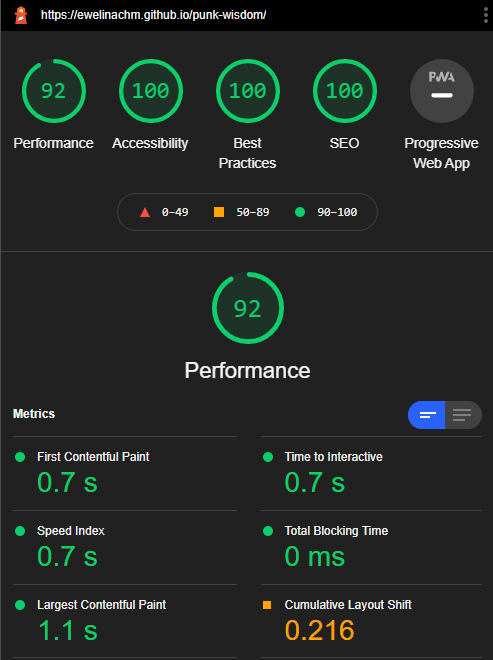 https://ewelinachm.github.io/punk-wisdom/
92
100
100
100
PWA
Performance
Accessibility
Best
Practices
SEO
Progressive
Web App
0–49
50–89
90–100
92
Performance
Metrics
First Contentful Paint
0.7 s
Time to Interactive
0.7 s
Speed Index
0.7 s
Total Blocking Time
0 ms
Largest Contentful Paint
1.1 s
Cumulative Layout Shift
0.216